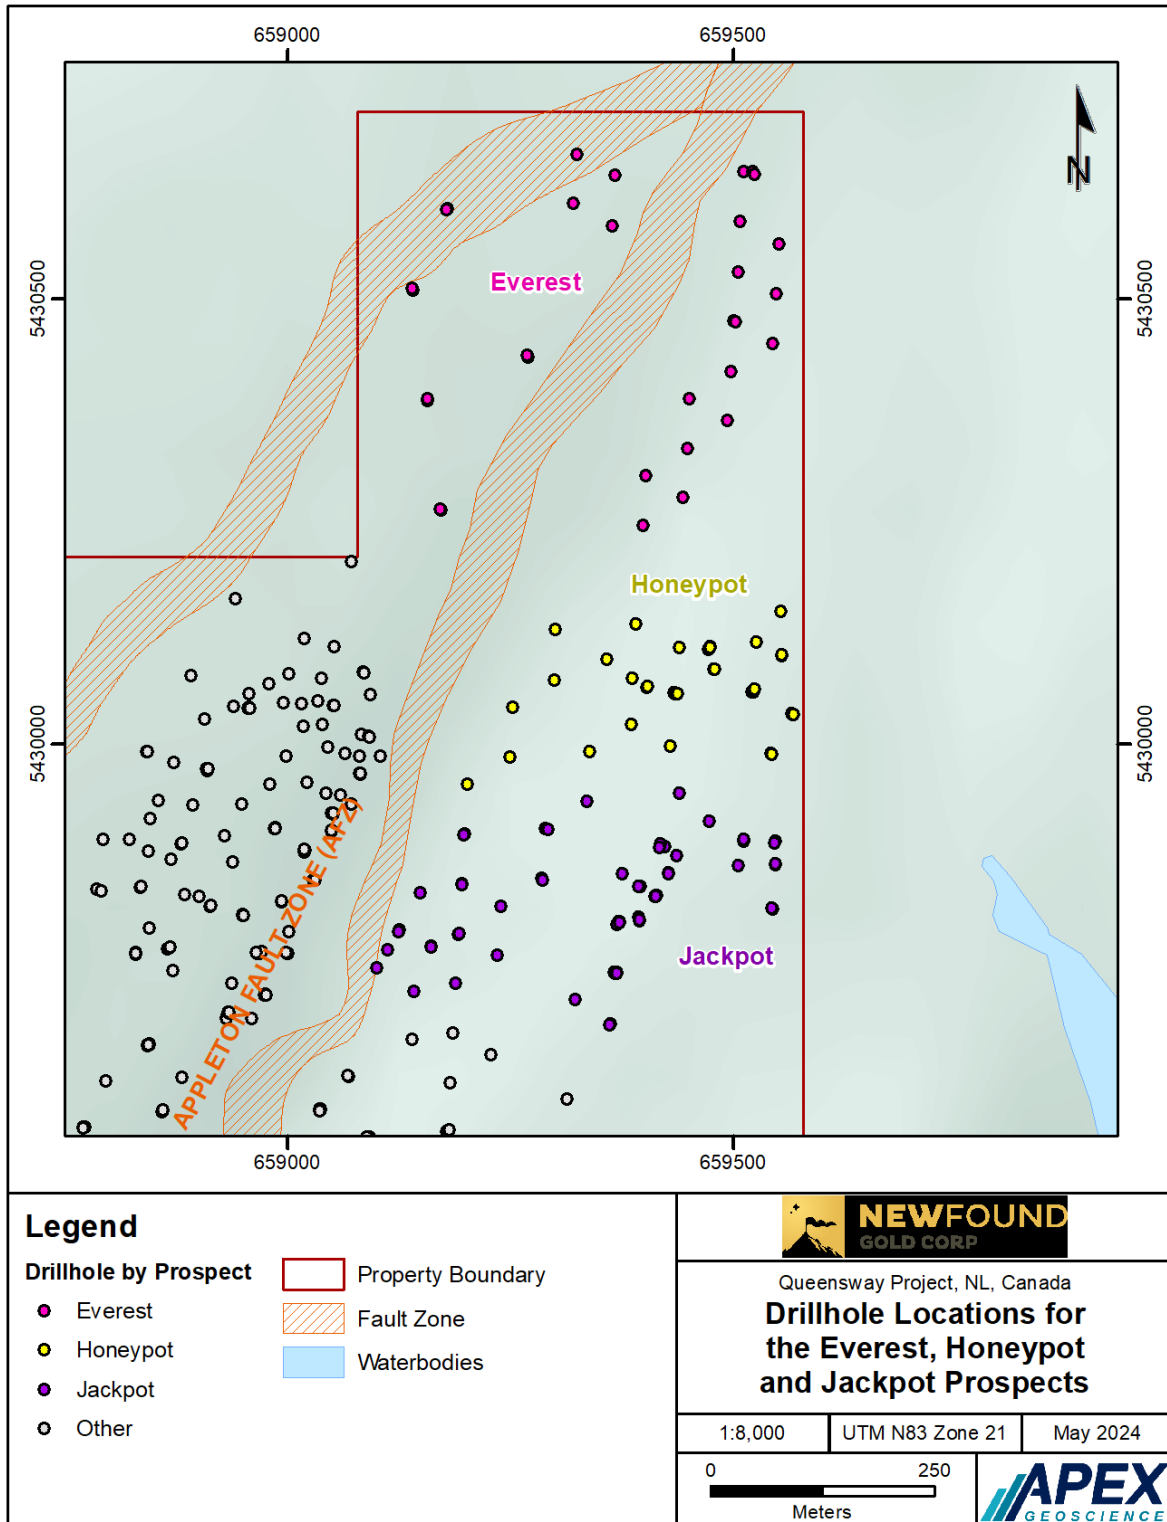 659000
659500
N
5430500
5430500
Everest
Honeypot
5430000
5430000
APPLETON FAULT ZONE (AFZ)
Jackpot
659000
659500
Legend
Drillhole by Prospect
Everest
Honeypot
Jackpot
Other
Property Boundary
Fault Zone
Waterbodies
NEWFOUND
GOLD CORP
Queensway Project, NL, Canada
Drillhole Locations for
the Everest, Honeypot
and Jackpot Prospects
1:8,000
UTM N83 Zone 21
May 2024
0
250
Meters
APEX
GEOSCIENCE